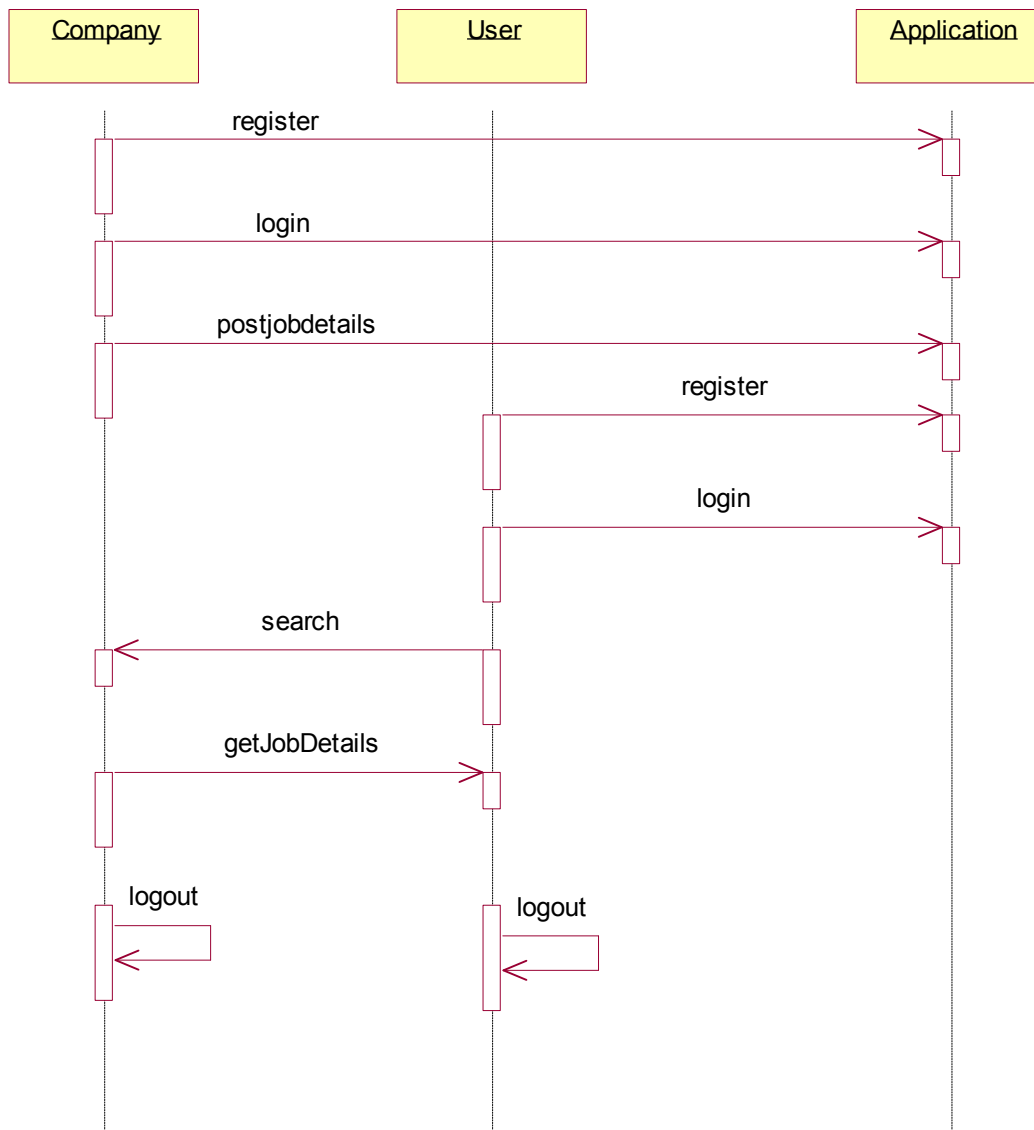 Company
User
Application
register
login
postjobdetails
register
login
search
getJobDetails
logout
logout